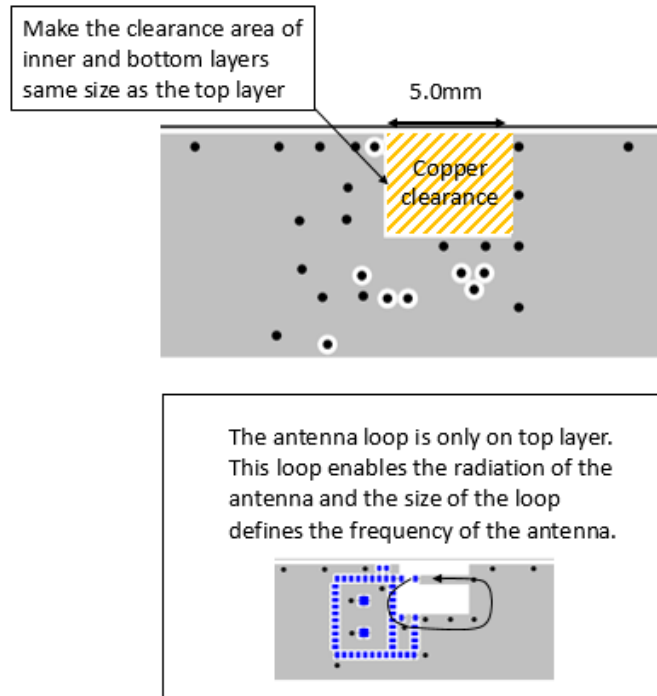 Make the clearance area of
inner and bottom layers
same size as the top layer
5.0mm
Copper
clearance
The antenna loop is only on top layer.
This loop enables the radiation of the
antenna and the size of the loop
defines the frequency of the antenna.